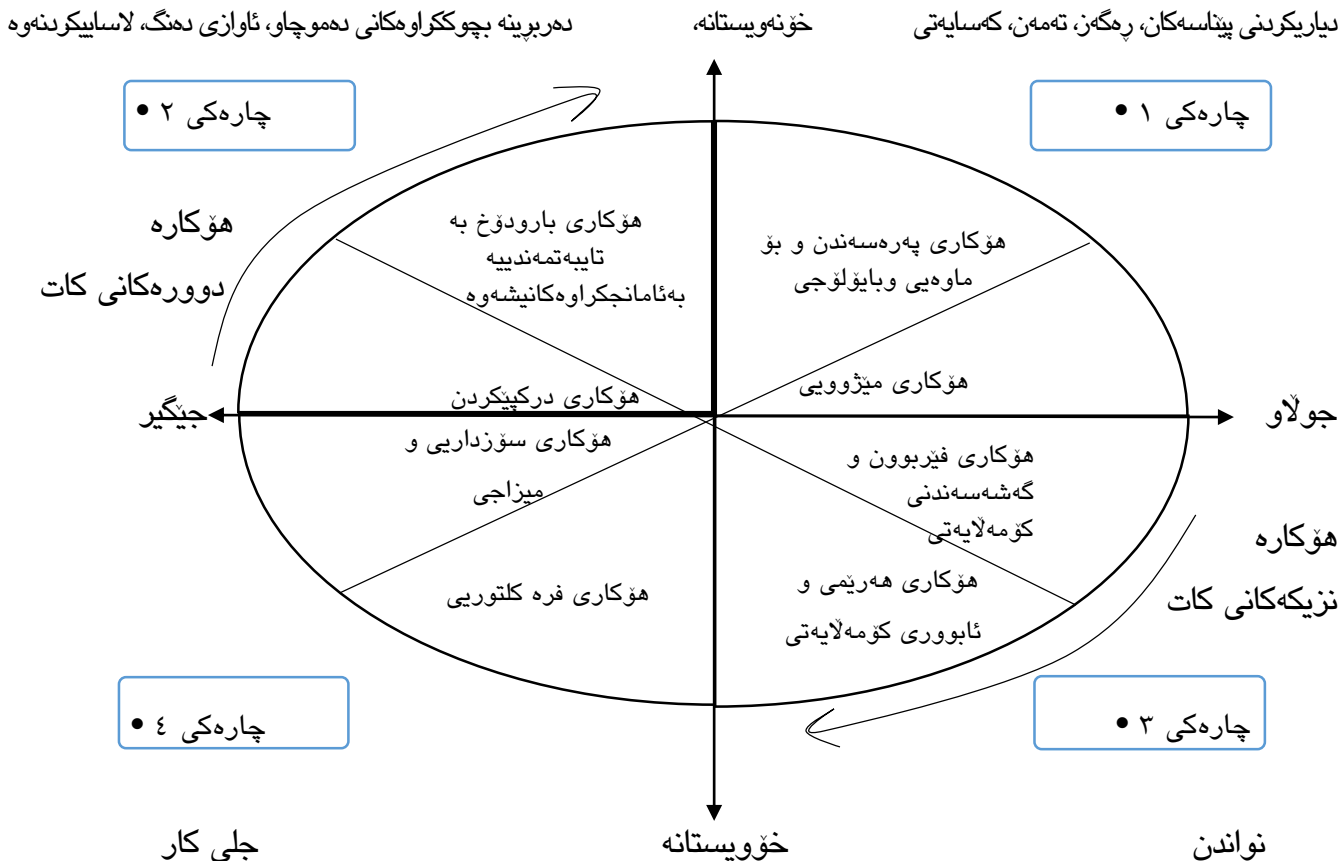 دیاریکردنی پێناسەکان، ڕەگەز، تەمەن، کەسایەتی
خۆنەویستانە،
دەربڕینە بچوککراوەکانی دەموچاو، ئاوازی دەنگ، لاساییکردنەوە
چارەکی ١ •
چارەکی ٢ •
هۆکاری پەرەسەندن و بۆ
ماوەیی وبایۆلۆجی
هۆکاری بارودۆخ بە
تایبەتمەندییە
بەئامانجکراوەکانیشەوە
هۆکارە
دوورەکانی کات
هۆکاری مێژوویی
هۆکاری درکپێکردن
جوڵاو
جێگیر
هۆکاری فێربوون و
گەشەسەندنی
کۆمەڵایەتی
هۆکاری سۆزداریی و
میزاجی
هۆکارە
نزیکەکانی کات
هۆکاری هەرێمی و
ئابووری کۆمەڵایەتی
هۆکاری فرە کلتوریی
چارەکی ٣ •
چارەکی ٤ •
نواندن
خۆویستانە
جلی کار